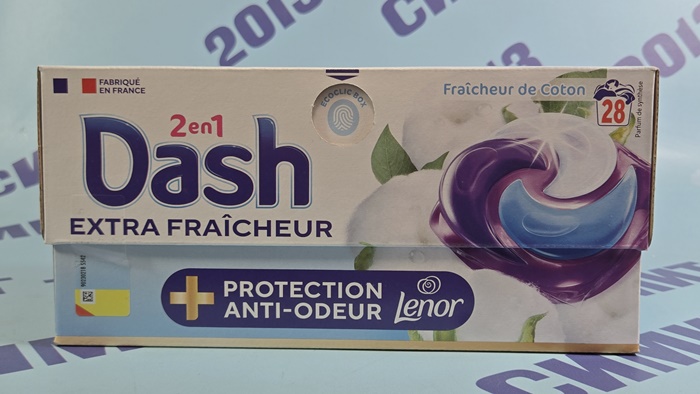 FABRIQUÉ
EN FRANCE
ECOCLIC BOX
Fraîcheur de Coton
28
Parfum de synthèse
2en1
Dash
EXTRA FRAÎCHEUR
+ PROTECTION
ANTI-ODEUR
Lenor
2013